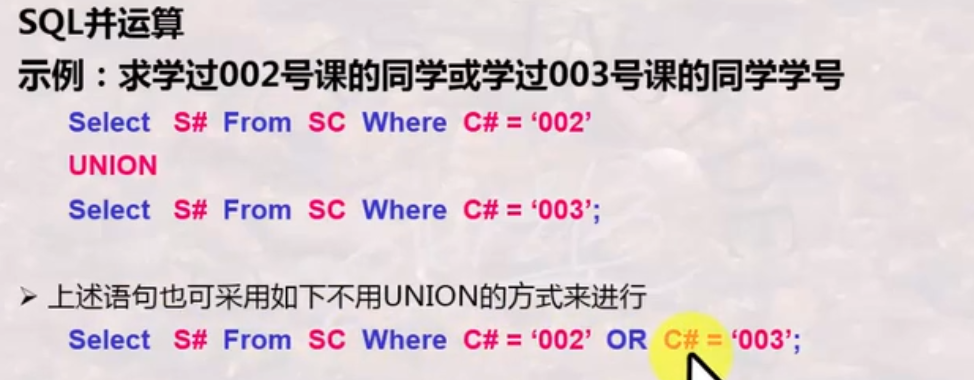 SQL并运算
示例：求学过002号课的同学或学过003号课的同学学号
Select S# From SC Where C# = ‘002’
UNION
Select S# From SC Where C# = ‘003’;
➢ 上述语句也可采用如下不用UNION的方式来进行
Select S# From SC Where C# = ‘002’ OR C# = ‘003’;